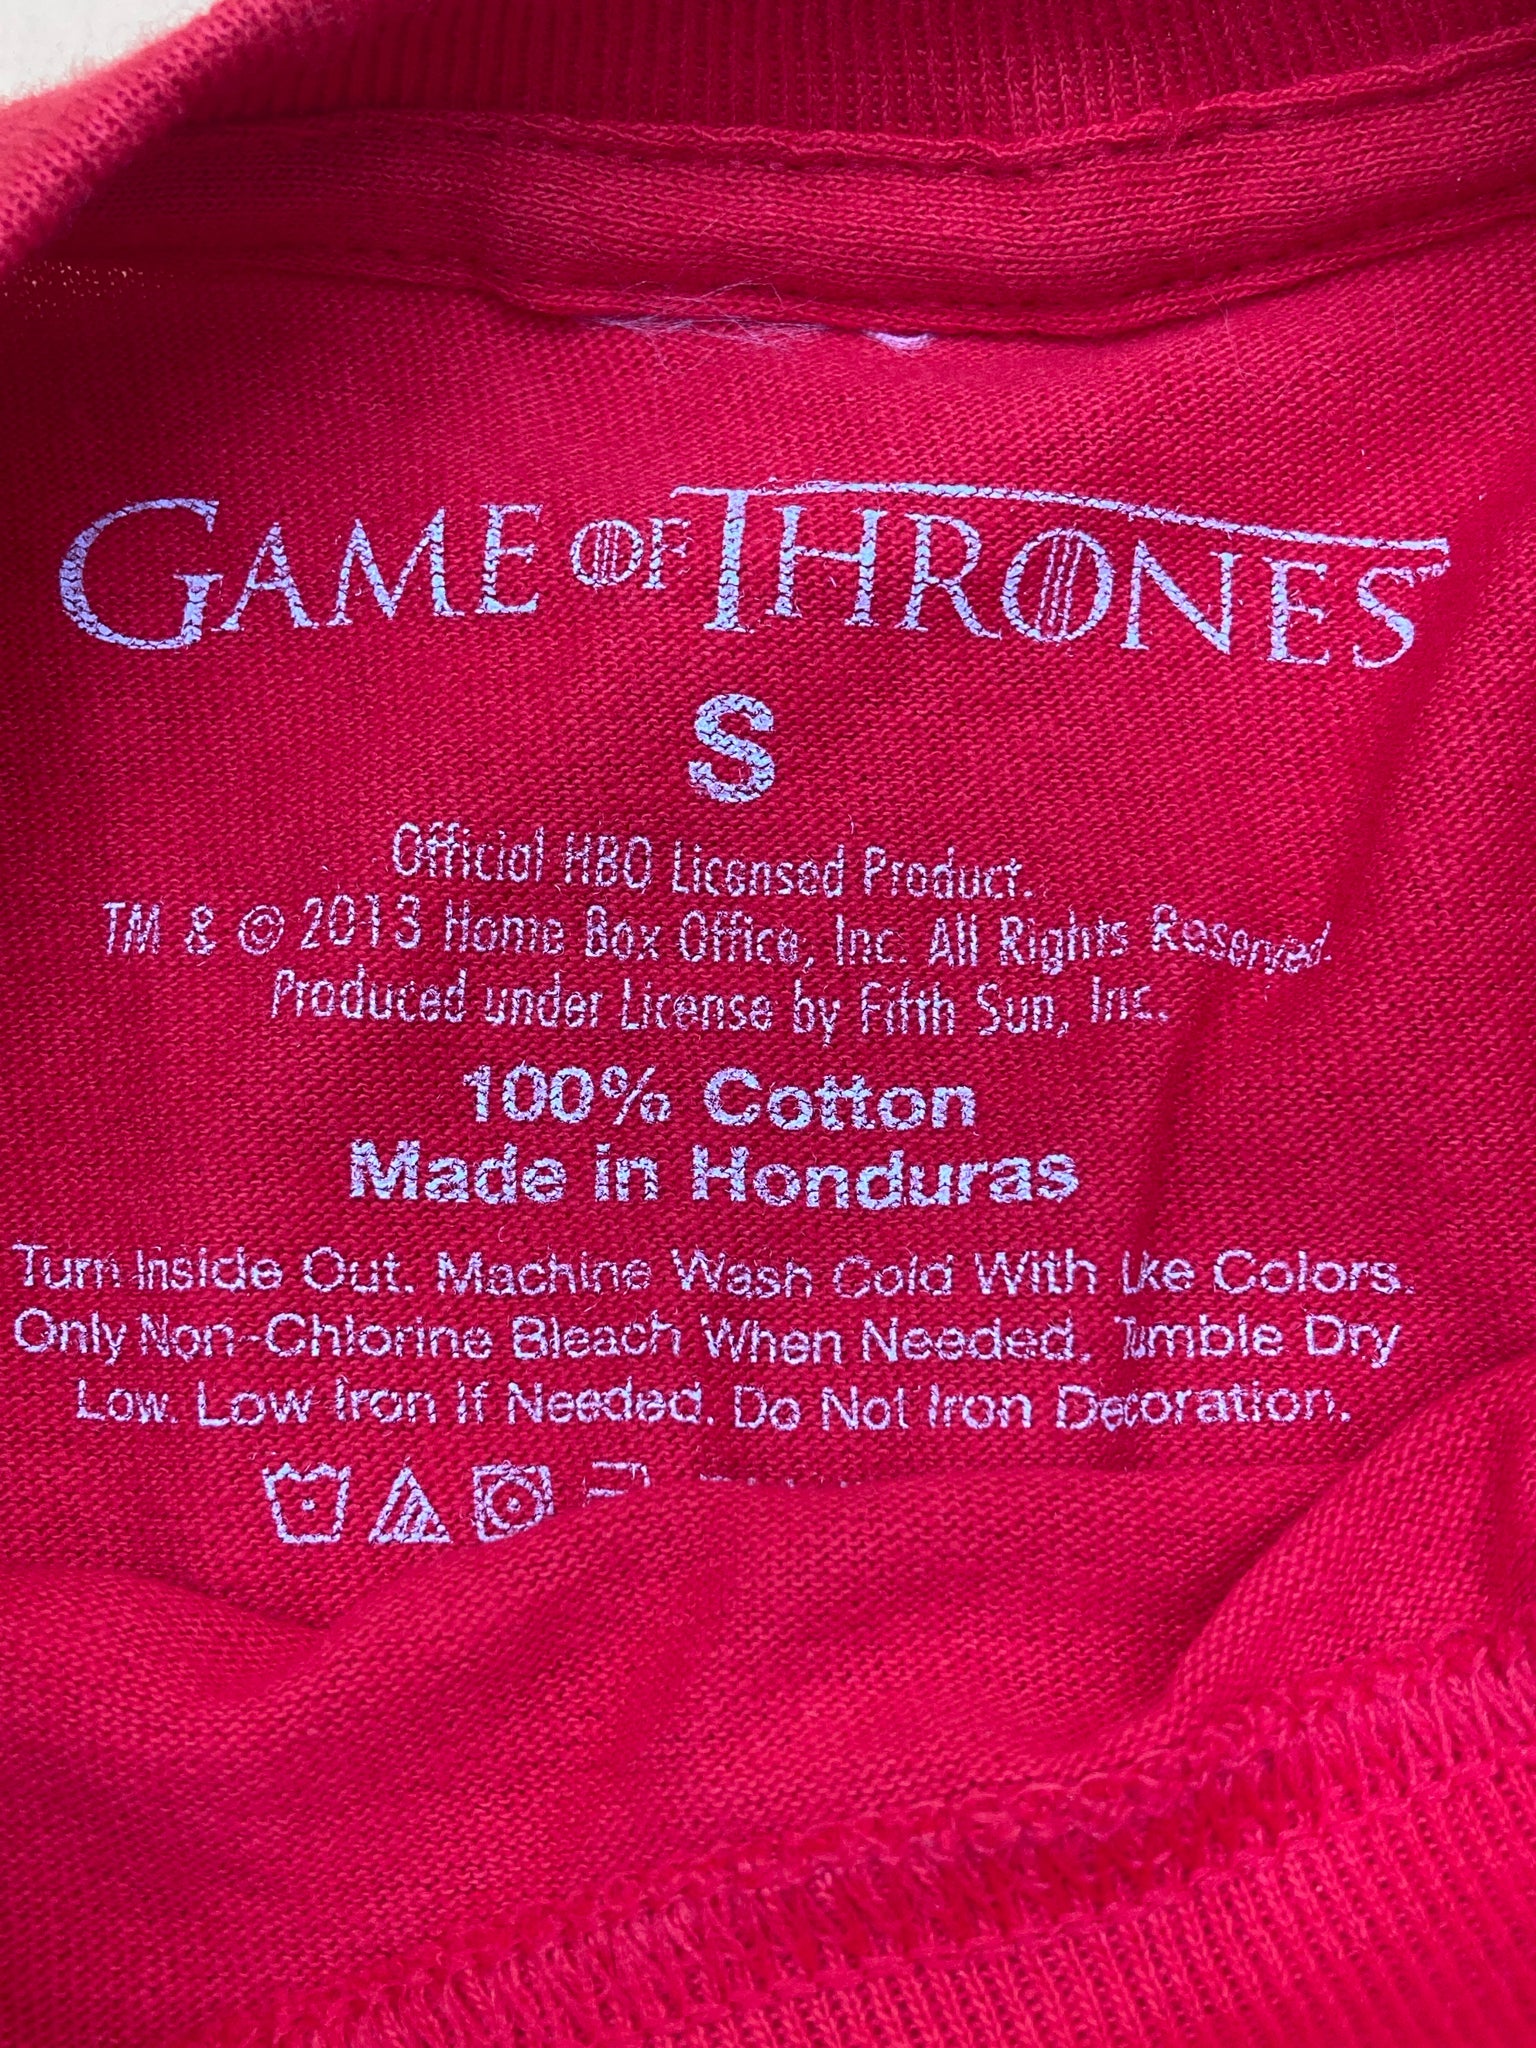 GAME OF THRONES
S
Official HBO Licensed Product.
TM & © 2013 Home Box Office, Inc. All Rights Reserved.
Produced under License by Fifth Sun, Inc.
100% Cotton
Made in Honduras
Turn Inside Out. Machine Wash Cold With Like Colors.
Only Non-Chlorine Bleach When Needed. Tumble Dry
Low. Low Iron If Needed. Do Not Iron Decoration.